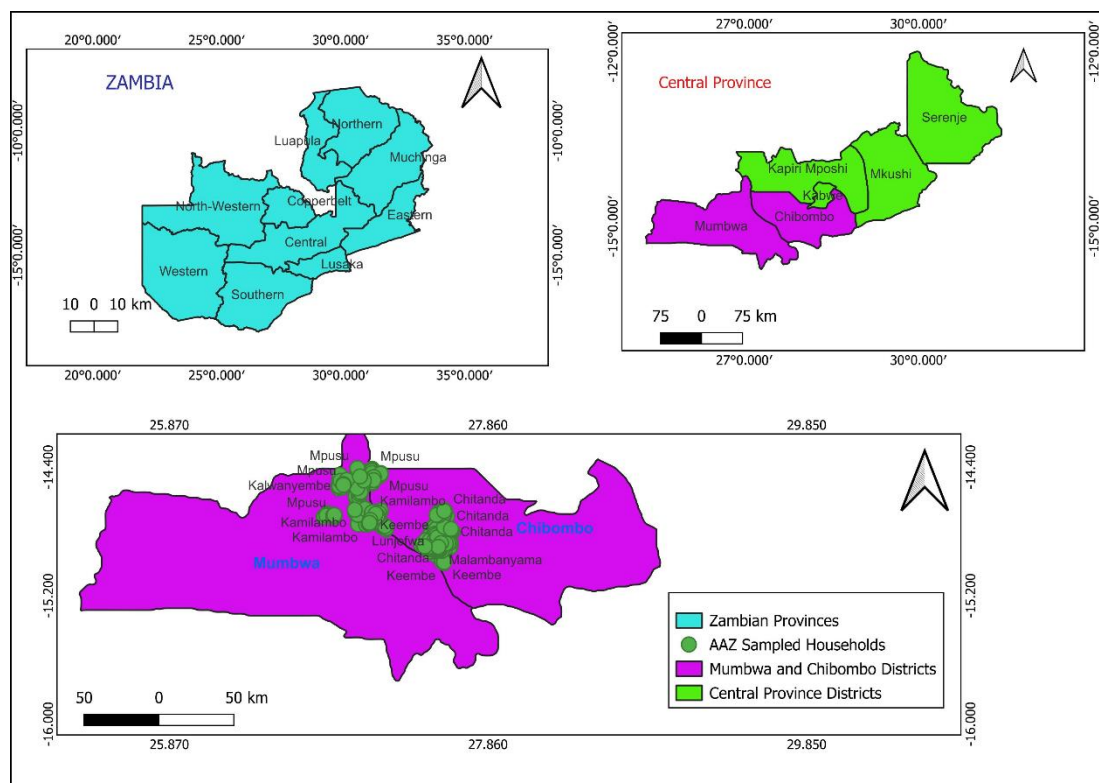 20°0.000′ 25°0.000′ 30°0.000′ 35°0.000′
ZAMBIA
-10°0.000′
-15°0.000′
Northern
Luapula
Muchinga
Copperbelt
North-Western
Eastern
Central
Lusaka
Western
Southern
10 0 10 km
-10°0.000′
-15°0.000′
20°0.000′ 25°0.000′ 30°0.000′ 35°0.000′
27°0.000′ 30°0.000′
Central Province
-12°0.000′
-15°0.000′
Serenje
Kapiri Mposhi
Mkushi
Kabwe
Chibombo
Mumbwa
75 0 75 km
-12°0.000′
-15°0.000′
27°0.000′ 30°0.000′
25.870 27.860 29.850
-14.400
-15.200
-16.000
Mpusu Mpusu
Mpusu
Kalwanyembe Mpusu
Mpusu Kamilambo Chitanda
Kamilambo Keembe Chitanda
Kamilambo Lunjofwa Chitanda
Chibombo
Mumbwa
Chitanda Malambanyama
Keembe Keembe
50 0 50 km
Zambian Provinces
AAZ Sampled Households
Mumbwa and Chibombo Districts
Central Province Districts
-14.400
-15.200
-16.000
25.870 27.860 29.850